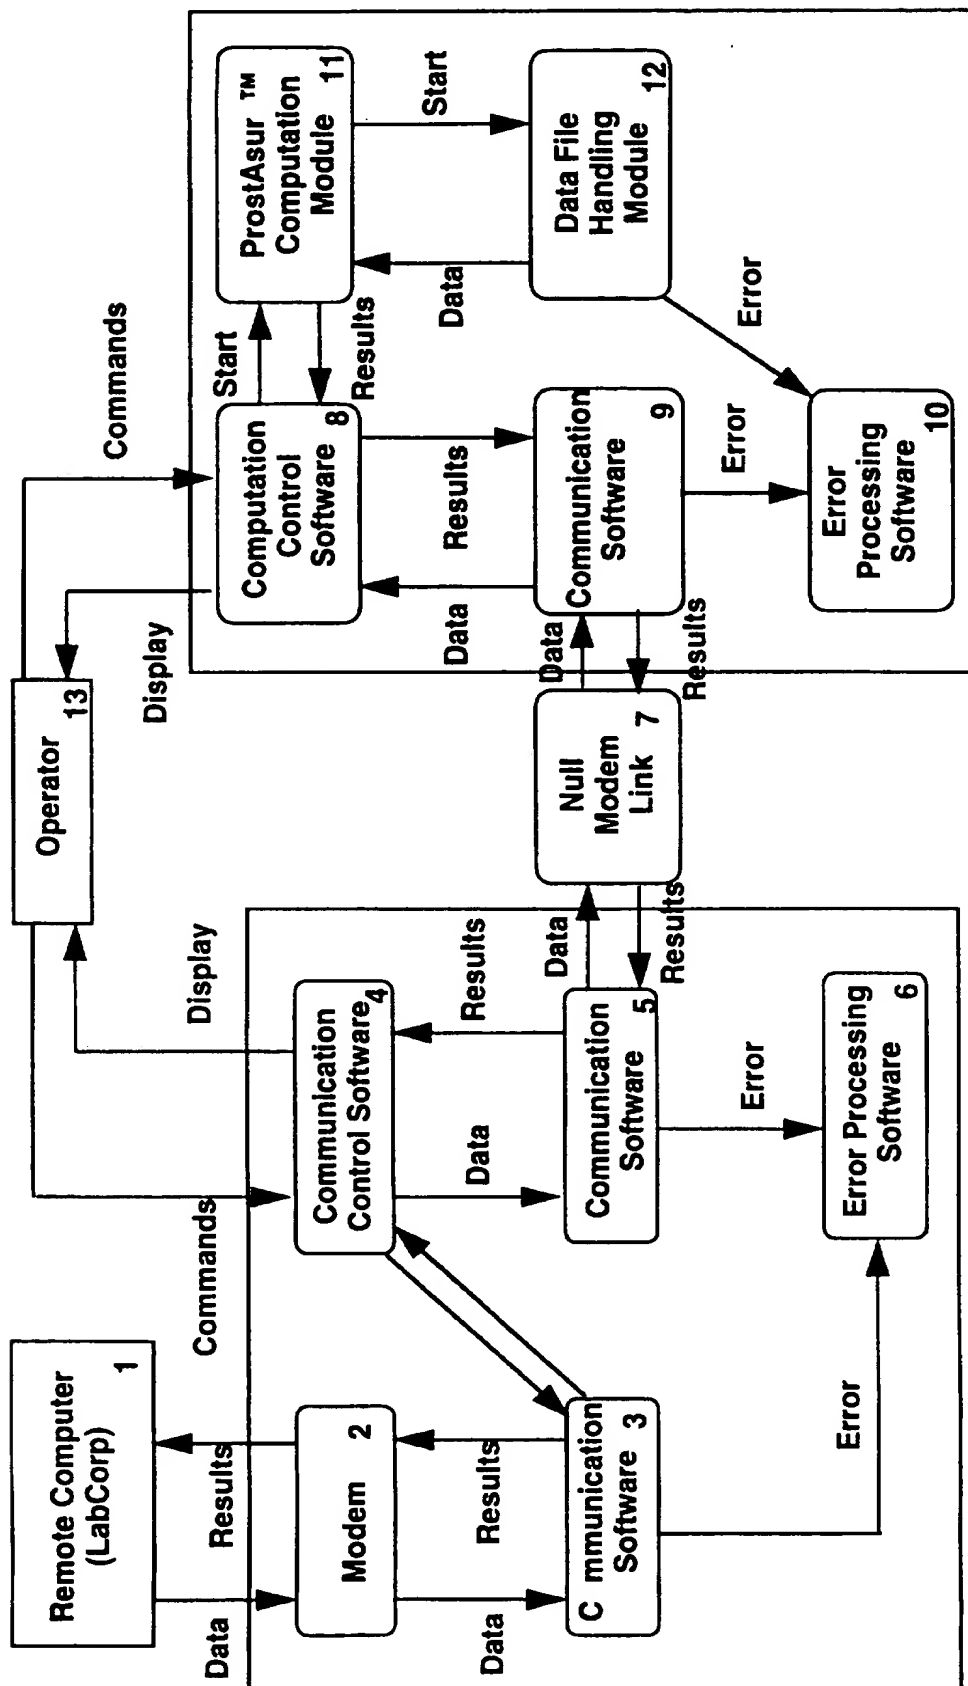 Remote Computer
(LabCorp)
1
Data
Results
Modem
2
Data
Results
C mmunication
Software
3
Error
Commands
Display
Communication
Control Software
4
Data
Results
Communication
Software
5
Error
Error Processing
Software
6
Data
Results
Operator
13
Null
Modem
Link
7
Data
Results
Display
Commands
Computation
Control
Software
8
Data
Results
Communication
Software
9
Error
Error
Processing
Software
10
Start
Results
ProstAsur ™
Computation
Module
11
Data
Start
Data File
Handling
Module
12
Error